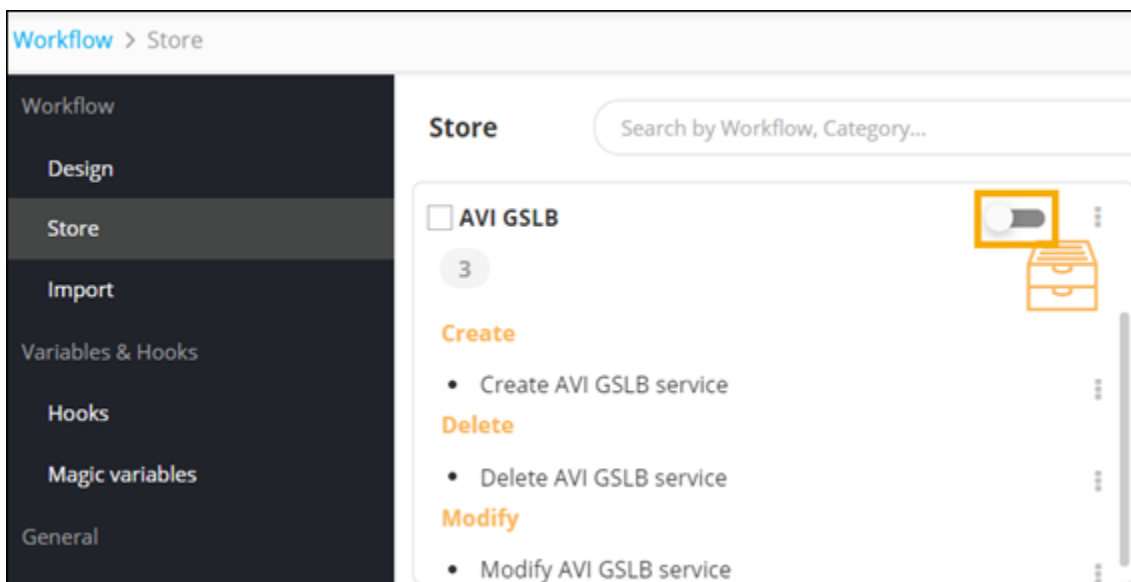 Workflow > Store
Workflow
Design
Store
Import
Variables & Hooks
Hooks
Magic variables
General
Store
Search by Workflow, Category...
AVI GSLB
3
Create
• Create AVI GSLB service
Delete
• Delete AVI GSLB service
Modify
• Modify AVI GSLB service